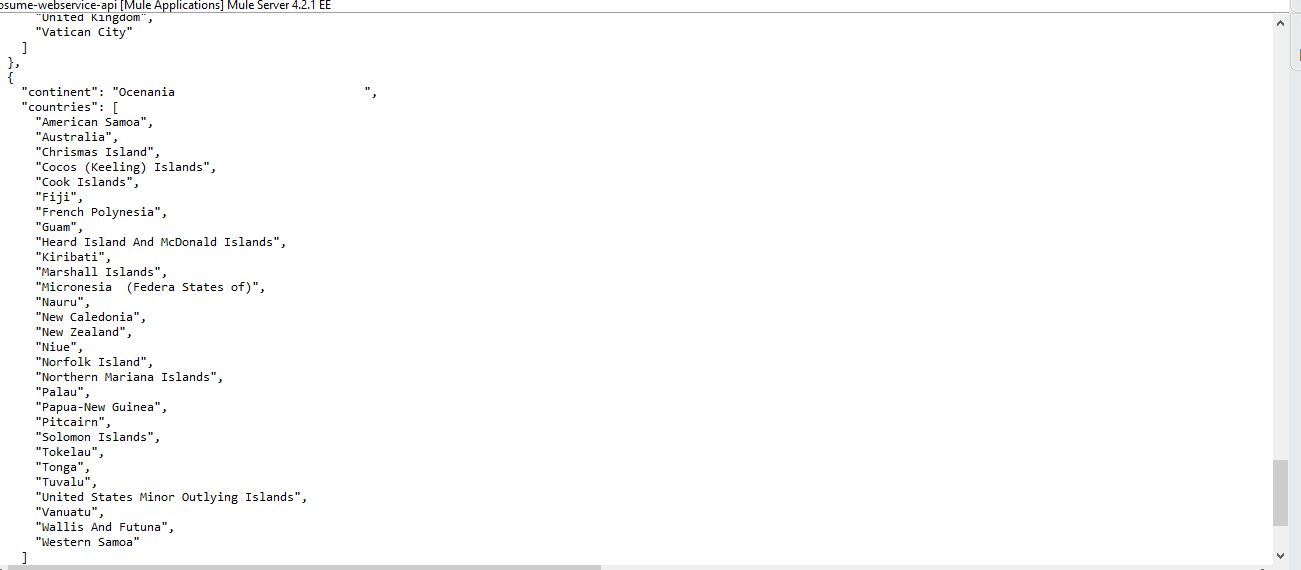 osume-webservice-api [Mule Applications] Mule Server 4.2.1 EE
"United Kingdom",
"Vatican City"
]
},
{
"continent": "Ocenania                           ",
"countries": [
"American Samoa",
"Australia",
"Chrismas Island",
"Cocos (Keeling) Islands",
"Cook Islands",
"Fiji",
"French Polynesia",
"Guam",
"Heard Island And McDonald Islands",
"Kiribati",
"Marshall Islands",
"Micronesia  (Federa States of)",
"Nauru",
"New Caledonia",
"New Zealand",
"Niue",
"Norfolk Island",
"Northern Mariana Islands",
"Palau",
"Papua-New Guinea",
"Pitcairn",
"Solomon Islands",
"Tokelau",
"Tonga",
"Tuvalu",
"United States Minor Outlying Islands",
"Vanuatu",
"Wallis And Futuna",
"Western Samoa"
]